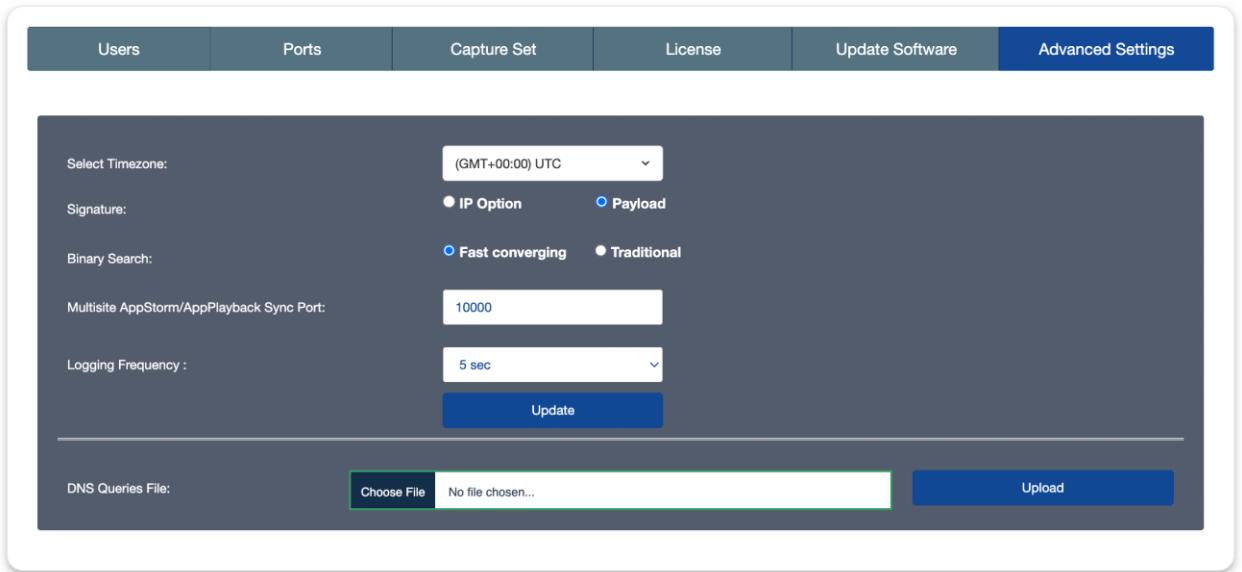 Users Ports Capture Set License Update Software Advanced Settings
Select Timezone: (GMT+00:00) UTC
Signature: IP Option Payload
Binary Search: Fast converging Traditional
Multisite AppStorm/AppPlayback Sync Port: 10000
Logging Frequency : 5 sec
Update
DNS Queries File: Choose File No file chosen... Upload